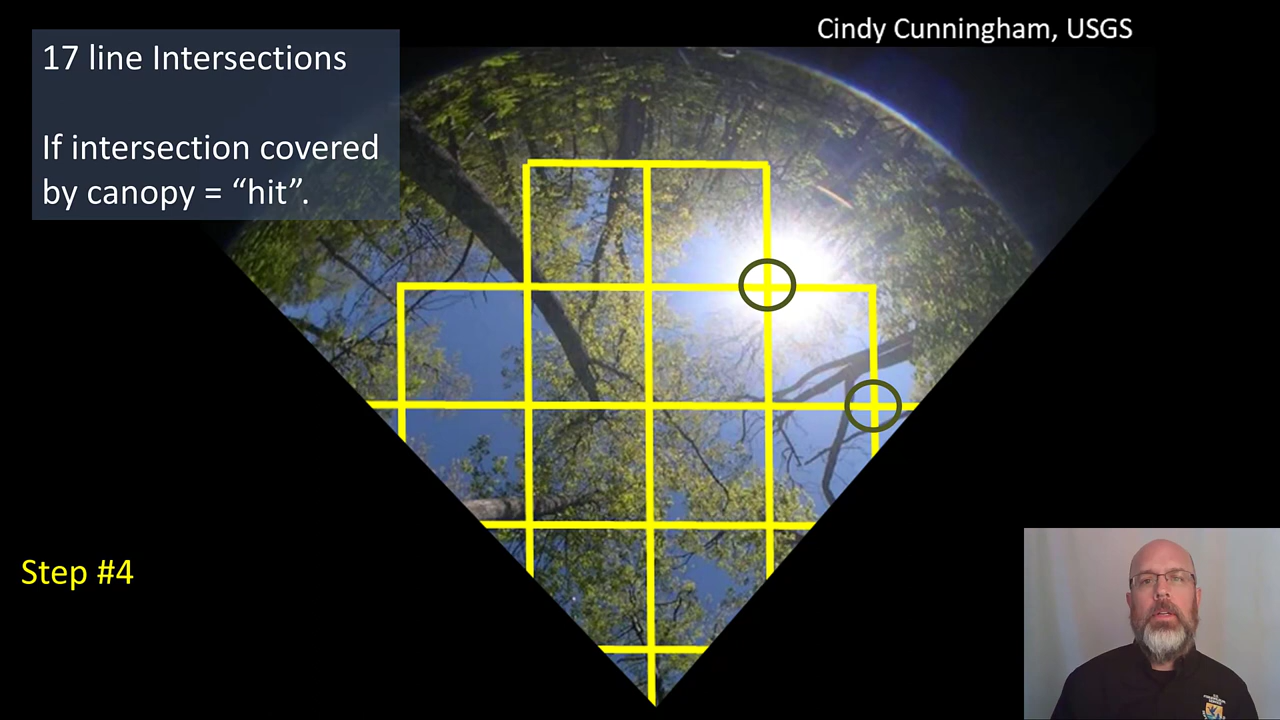 Cindy Cunningham, USGS
17 line Intersections
If intersection covered
by canopy = “hit”.
Step #4